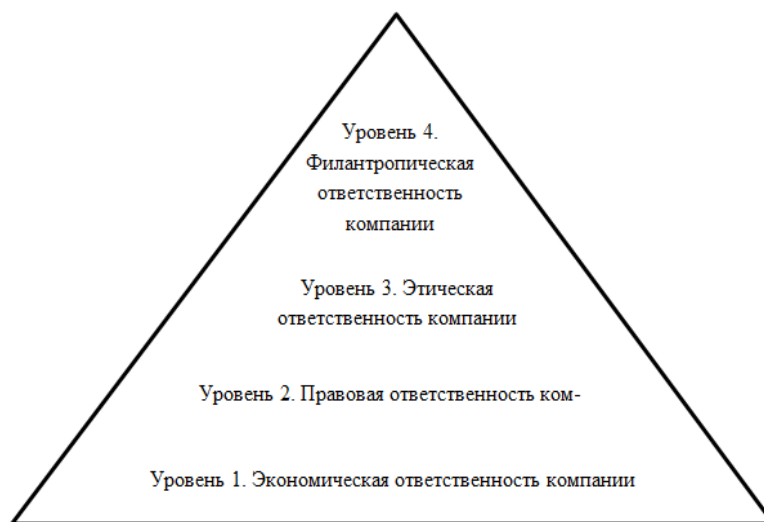 Уровень 4.
Филантропическая
ответственность
компании
Уровень 3. Этическая
ответственность компании
Уровень 2. Правовая ответственность ком-
Уровень 1. Экономическая ответственность компании